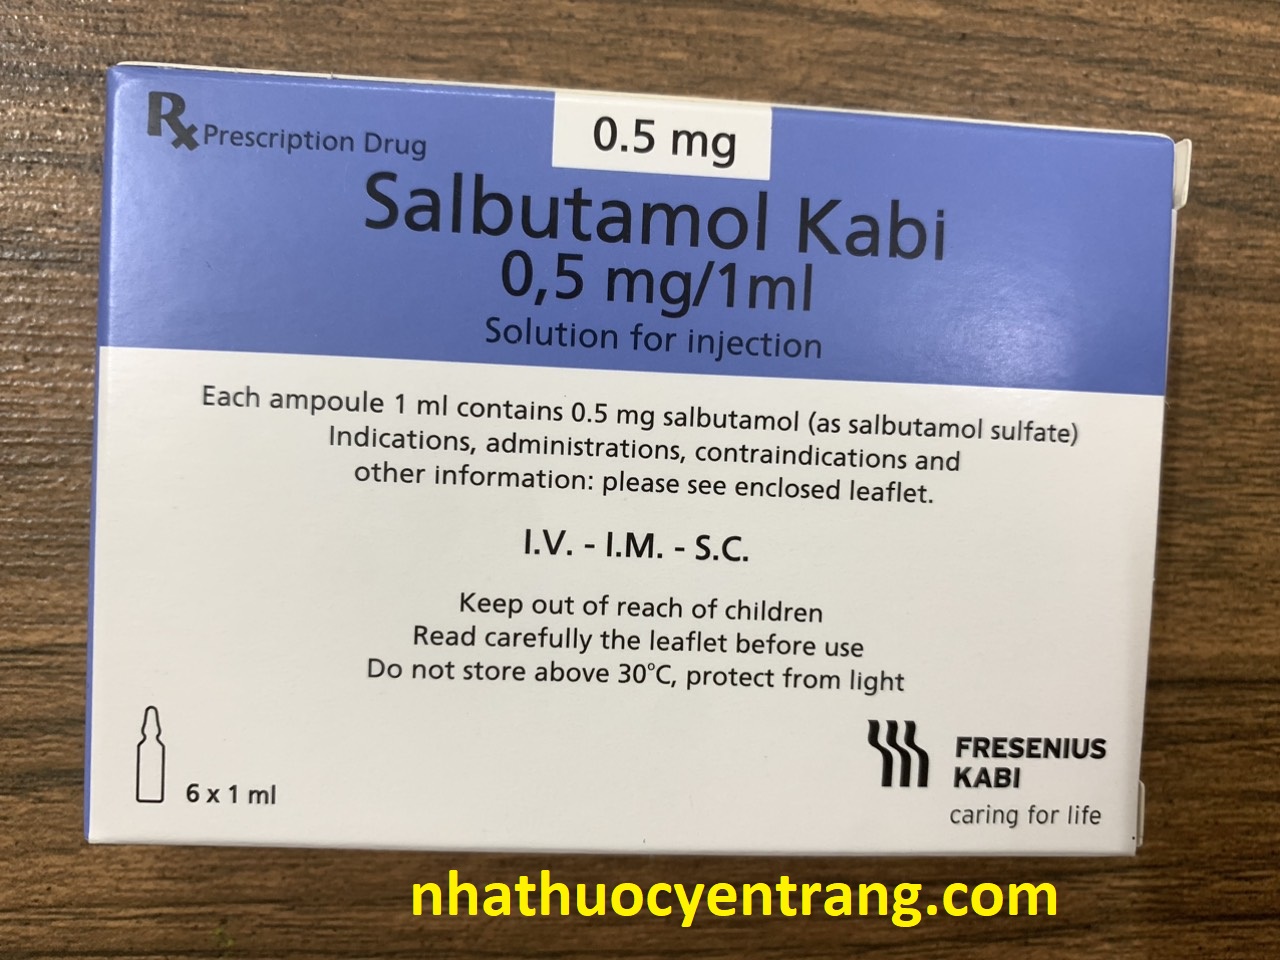 Rx Prescription Drug
0.5 mg
Salbutamol Kabi
0,5 mg/1ml
Solution for injection
Each ampoule 1 ml contains 0.5 mg salbutamol (as salbutamol sulfate)
Indications, administrations, contraindications and
other information: please see enclosed leaflet.
I.V. - I.M. - S.C.
Keep out of reach of children
Read carefully the leaflet before use
Do not store above 30°C, protect from light
6 x 1 ml
FRESENIUS
KABI
caring for life
nhathuocyentrang.com